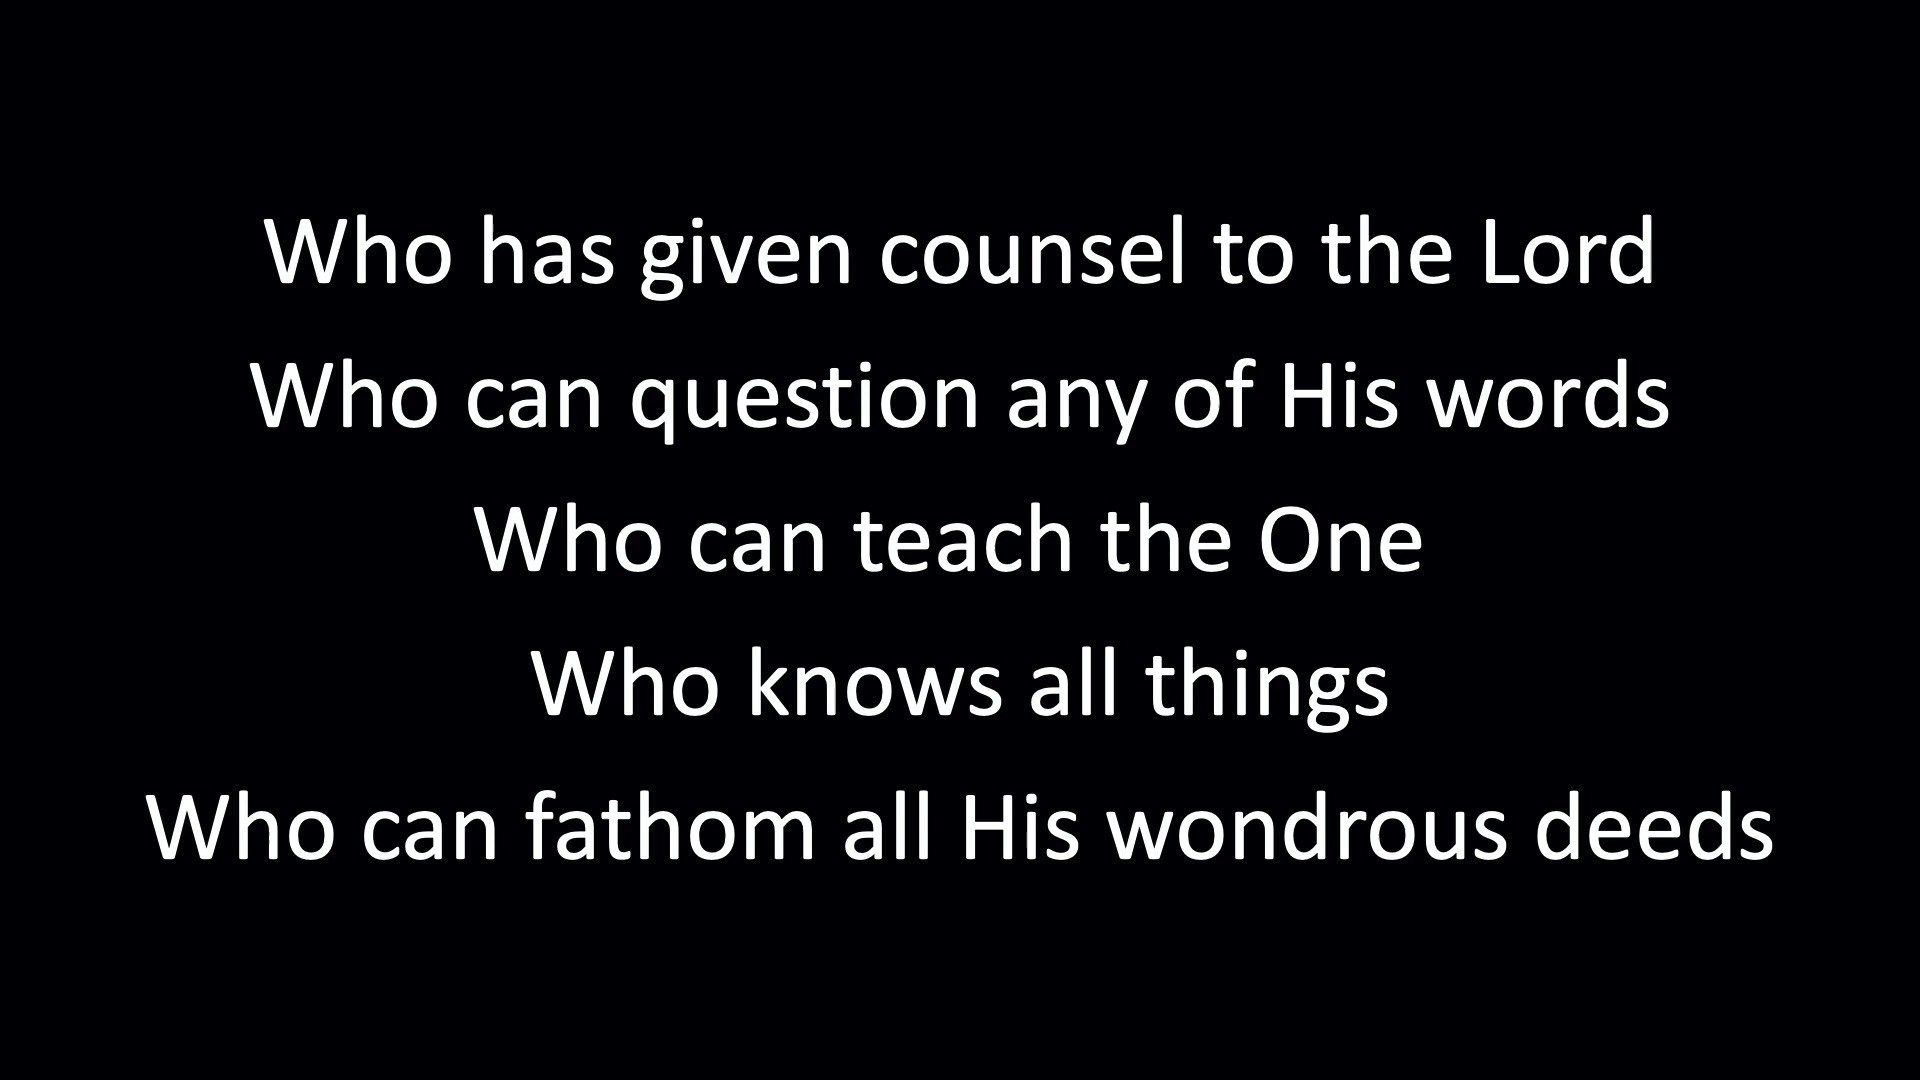 Who has given counsel to the Lord
Who can question any of His words
Who can teach the One
Who knows all things
Who can fathom all His wondrous deeds